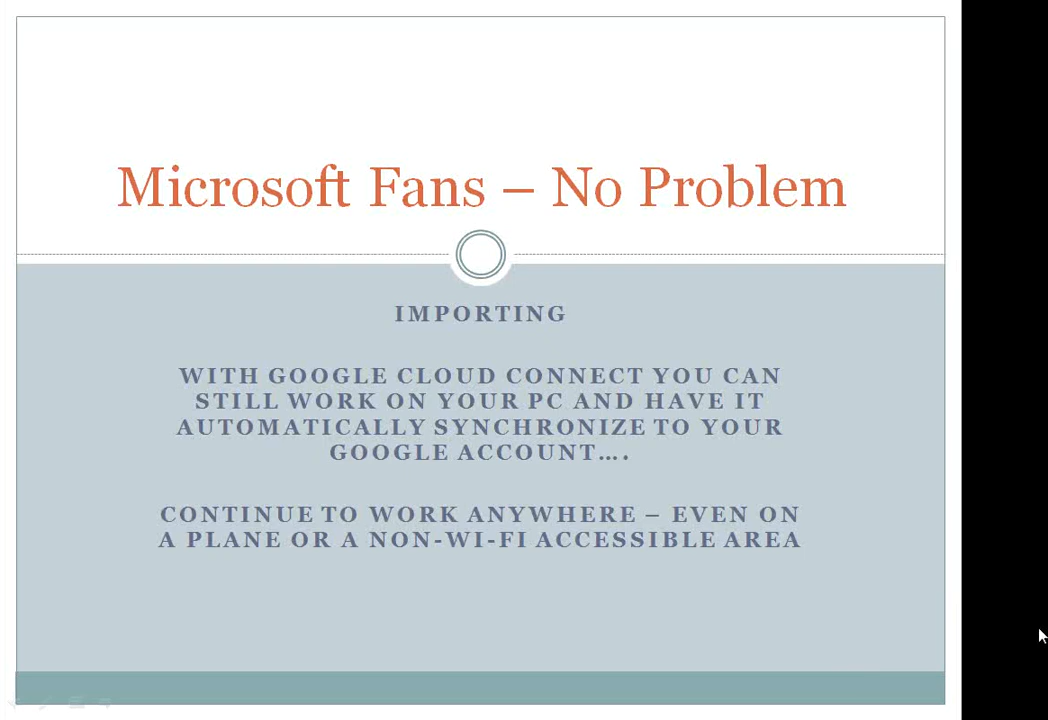 Microsoft Fans – No Problem
IMPORTING
WITH GOOGLE CLOUD CONNECT YOU CAN
STILL WORK ON YOUR PC AND HAVE IT
AUTOMATICALLY SYNCHRONIZE TO YOUR
GOOGLE ACCOUNT….
CONTINUE TO WORK ANYWHERE – EVEN ON
A PLANE OR A NON-WI-FI ACCESSIBLE AREA